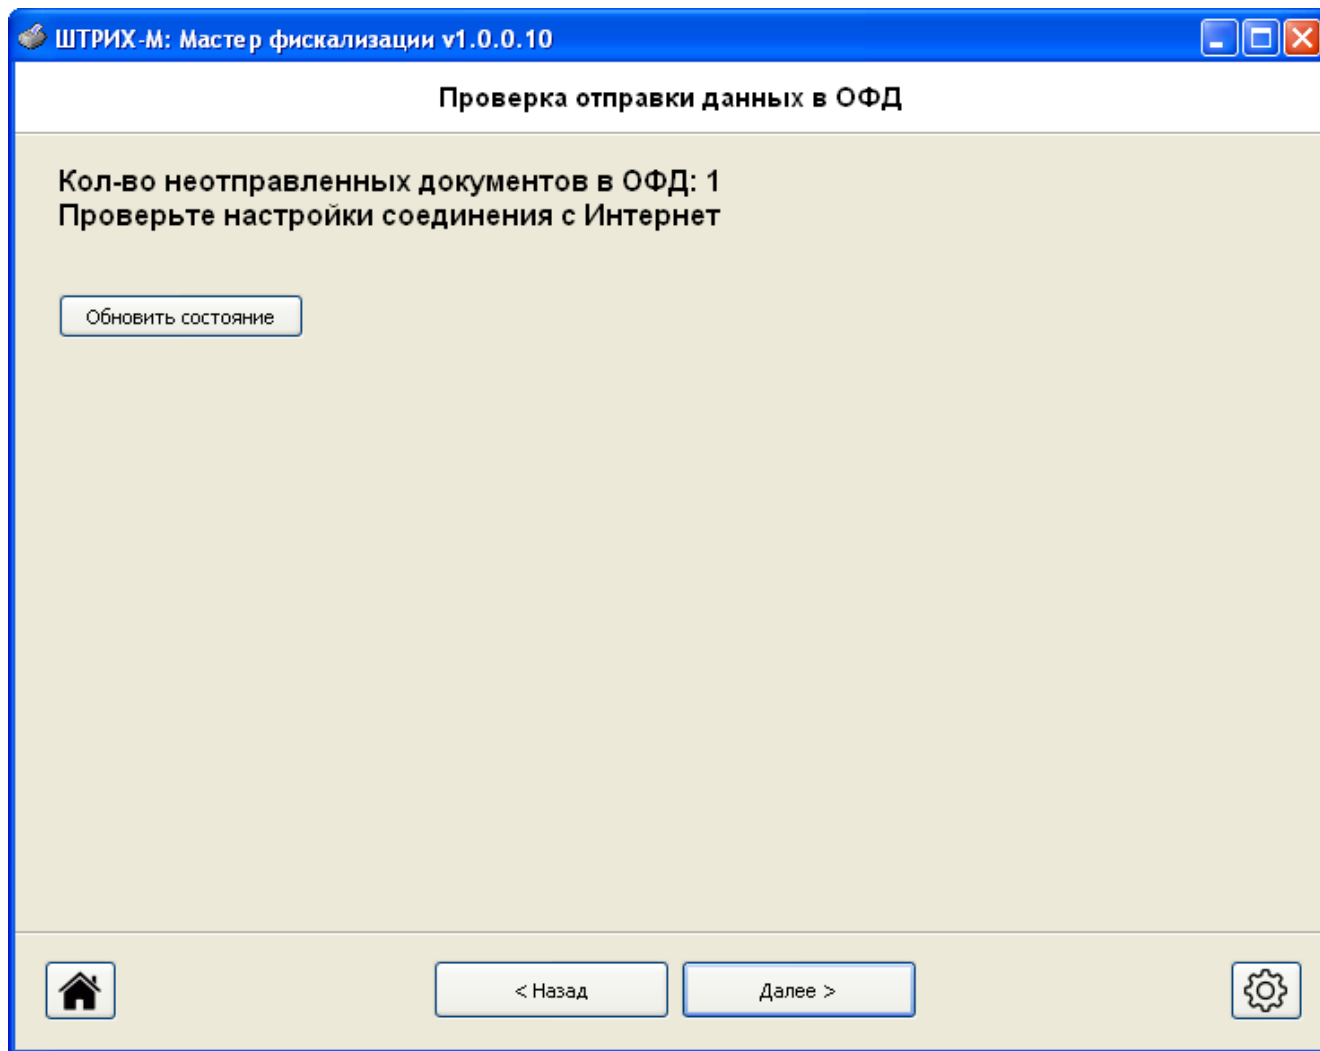 ШТРИХ-М: Мастер фискализации v1.0.0.10
Проверка отправки данных в ОФД
Кол-во неотправленных документов в ОФД: 1
Проверьте настройки соединения с Интернет
Обновить состояние
< Назад
Далее >